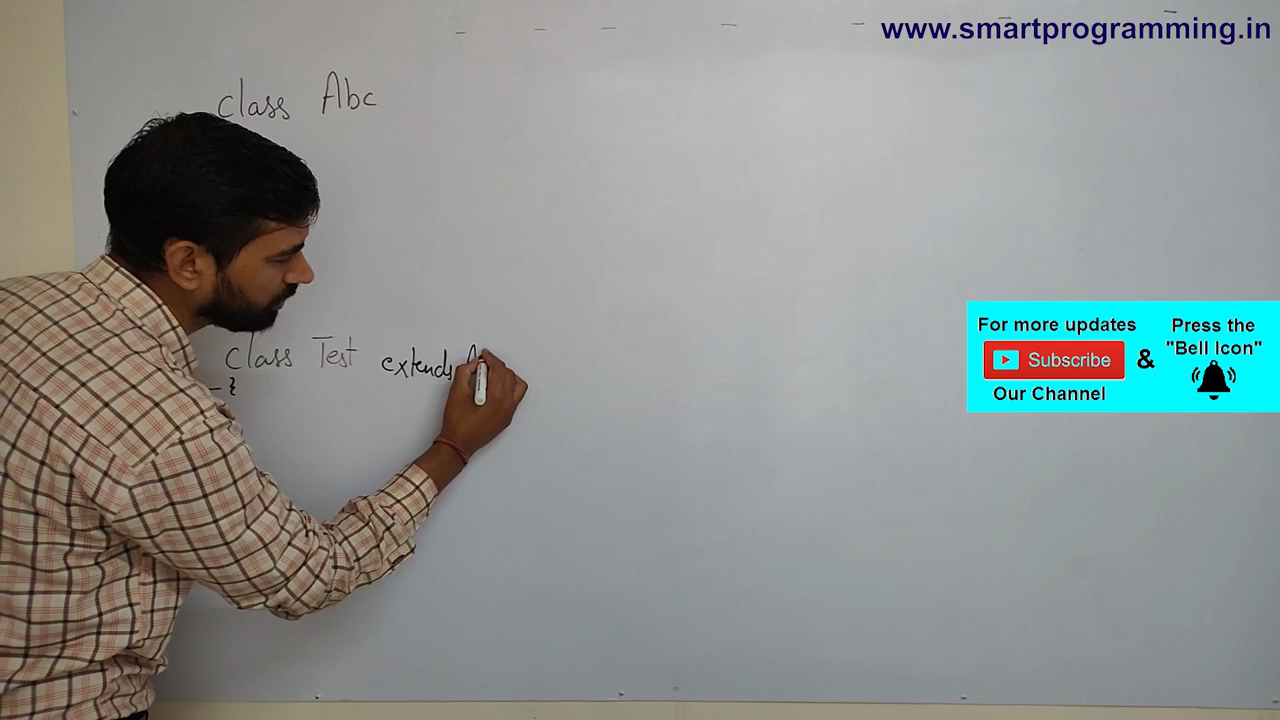 www.smartprogramming.in
class Abc
For more updates
Subscribe
Our Channel
&
Press the
"Bell Icon"
class Test extends A
{